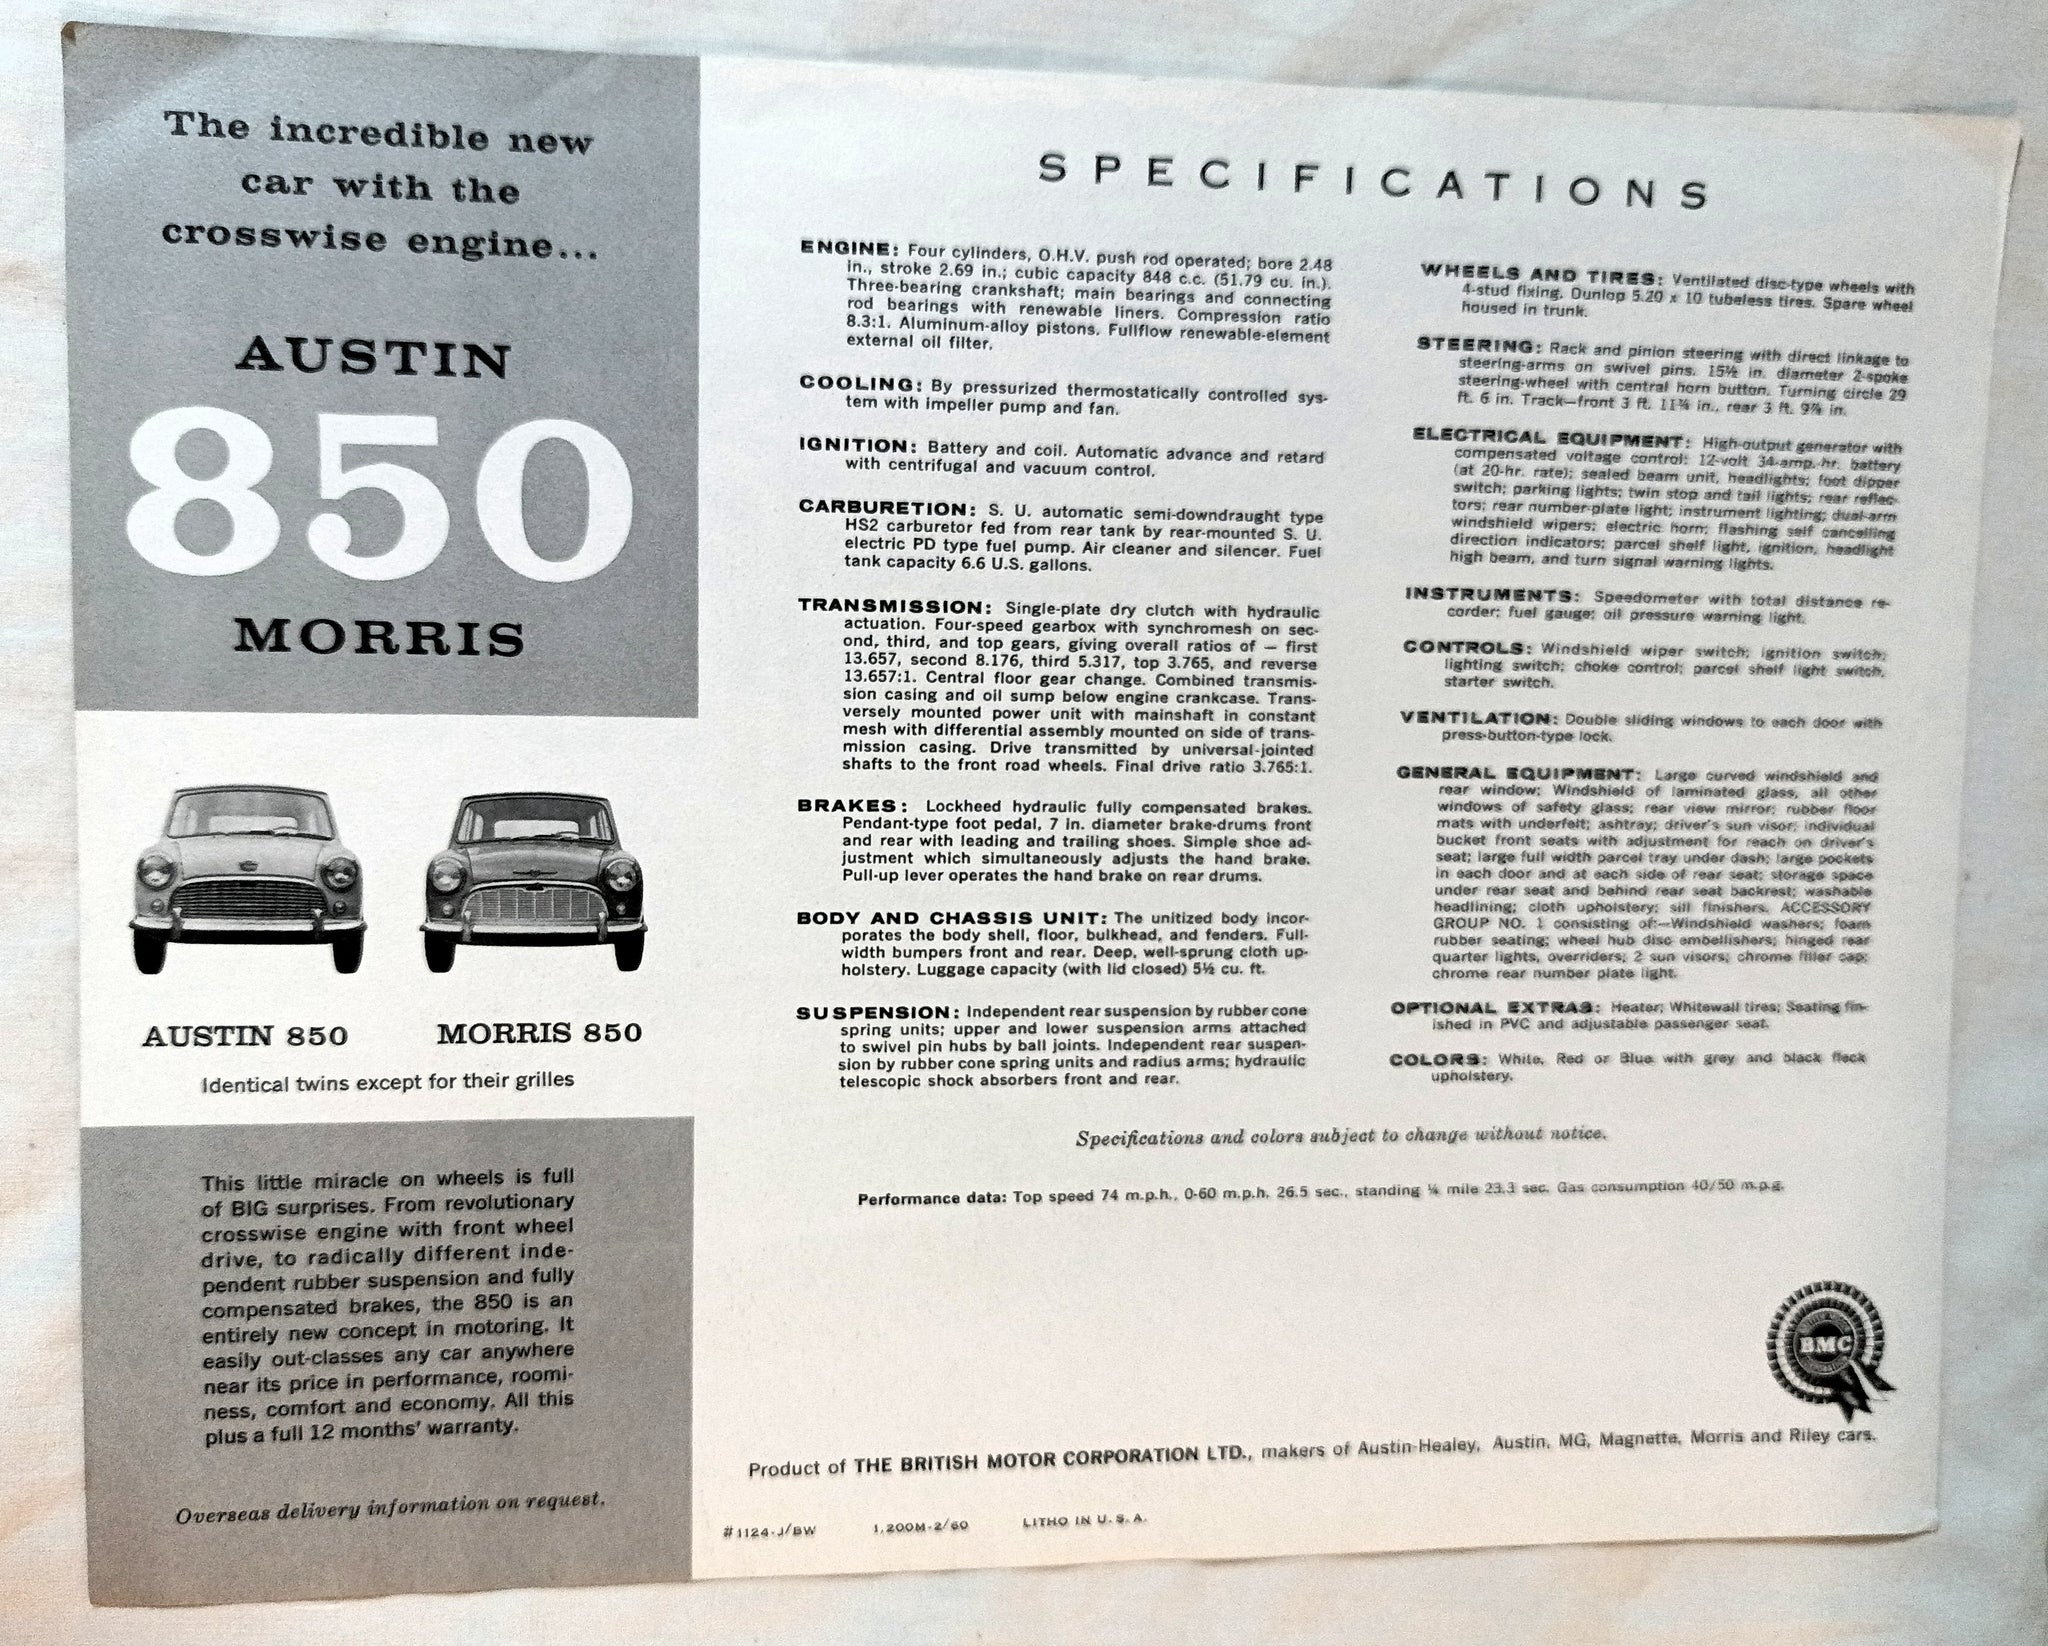 The incredible new
car with the
crosswise engine...
AUSTIN
850
MORRIS
AUSTIN 850
MORRIS 850
Identical twins except for their grilles
This little miracle on wheels is full
of BIG surprises. From revolutionary
crosswise engine with front wheel
drive, to radically different inde-
pendent rubber suspension and fully
compensated brakes, the 850 is an
entirely new concept in motoring. It
easily out-classes any car anywhere
near its price in performance, roomi-
ness, comfort and economy. All this
plus a full 12 months' warranty.
Overseas delivery information on request.
SPECIFICATIONS
ENGINE: Four cylinders, O.H.V. push rod operated; bore 2.48
in., stroke 2.69 in.; cubic capacity 848 c.c. (51.79 cu. in.).
Three-bearing crankshaft; main bearings and connecting
rod bearings with renewable liners. Compression ratio
8.3:1. Aluminum-alloy pistons. Fullflow renewable-element
external oil filter.
COOLING: By pressurized thermostatically controlled sys-
tem with impeller pump and fan.
IGNITION: Battery and coil. Automatic advance and retard
with centrifugal and vacuum control.
CARBURETION: S. U. automatic semi-downdraught type
HS2 carburetor fed from rear tank by rear-mounted S. U.
electric PD type fuel pump. Air cleaner and silencer. Fuel
tank capacity 6.6 U.S. gallons.
TRANSMISSION: Single-plate dry clutch with hydraulic
actuation. Four-speed gearbox with synchromesh on sec-
ond, third, and top gears, giving overall ratios of — first
13.657, second 8.176, third 5.317, top 3.765, and reverse
13.657:1. Central floor gear change. Combined transmis-
sion casing and oil sump below engine crankcase. Trans-
versely mounted power unit with mainshaft in constant
mesh with differential assembly mounted on side of trans-
mission casing. Drive transmitted by universal-jointed
shafts to the front road wheels. Final drive ratio 3.765:1.
BRAKES: Lockheed hydraulic fully compensated brakes.
Pendant-type foot pedal, 7 in. diameter brake-drums front
and rear with leading and trailing shoes. Simple shoe ad-
justment which simultaneously adjusts the hand brake.
Pull-up lever operates the hand brake on rear drums.
BODY AND CHASSIS UNIT: The unitized body incor-
porates the body shell, floor, bulkhead, and fenders. Full-
width bumpers front and rear. Deep, well-sprung cloth up-
holstery. Luggage capacity (with lid closed) 5½ cu. ft.
SUSPENSION: Independent rear suspension by rubber cone
spring units; upper and lower suspension arms attached
to swivel pin hubs by ball joints. Independent rear suspen-
sion by rubber cone spring units and radius arms; hydraulic
telescopic shock absorbers front and rear.
WHEELS AND TIRES: Ventilated disc-type wheels with
4-stud fixing. Dunlop 5.20 x 10 tubeless tires. Spare wheel
housed in trunk.
STEERING: Rack and pinion steering with direct linkage to
steering-arms on swivel pins. 15½ in. diameter 2-spoke
steering-wheel with central horn button. Turning circle 29
ft. 6 in. Track—front 3 ft. 11¾ in., rear 3 ft. 9⅞ in.
ELECTRICAL EQUIPMENT: High-output generator with
compensated voltage control; 12-volt 34-amp.-hr. battery
(at 20-hr. rate); sealed beam unit, headlights; foot dipper
switch; parking lights; twin stop and tail lights; rear reflec-
tors; rear number-plate light; instrument lighting; dual-arm
windshield wipers; electric horn; flashing self cancelling
direction indicators; parcel shelf light, ignition, headlight
high beam, and turn signal warning lights.
INSTRUMENTS: Speedometer with total distance re-
corder; fuel gauge; oil pressure warning light.
CONTROLS: Windshield wiper switch; ignition switch;
lighting switch; choke control; parcel shelf light switch,
starter switch.
VENTILATION: Double sliding windows to each door with
press-button-type lock.
GENERAL EQUIPMENT: Large curved windshield and
rear window; Windshield of laminated glass, all other
windows of safety glass; rear view mirror; rubber floor
mats with underfelt; ashtray; driver's sun visor; individual
bucket front seats with adjustment for reach on driver's
seat; large full width parcel tray under dash; large pockets
in each door and at each side of rear seat; storage space
under rear seat and behind rear seat backrest; washable
headlining; cloth upholstery; sill finishers. ACCESSORY
GROUP NO. 1 consisting of:—Windshield washers; foam
rubber seating; wheel hub disc embellishers; hinged rear
quarter lights, overriders; 2 sun visors; chrome filler cap;
chrome rear number plate light.
OPTIONAL EXTRAS: Heater; Whitewall tires; Seating fin-
ished in PVC and adjustable passenger seat.
COLORS: White, Red or Blue with grey and black fleck
upholstery.
Specifications and colors subject to change without notice.
Performance data: Top speed 74 m.p.h., 0-60 m.p.h. 26.5 sec., standing ¼ mile 23.3 sec. Gas consumption 40/50 m.p.g.
BMC
Product of THE BRITISH MOTOR CORPORATION LTD., makers of Austin-Healey, Austin, MG, Magnette, Morris and Riley cars.
#1124-J/BW 1,200M-2/60 LITHO IN U.S.A.